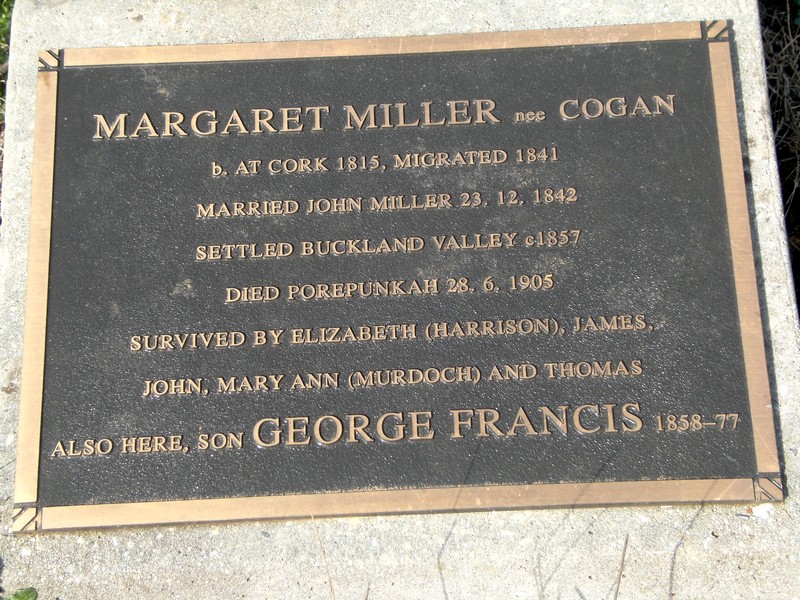 MARGARET MILLER nee COGAN
b. AT CORK 1815, MIGRATED 1841
MARRIED JOHN MILLER 23. 12. 1842
SETTLED BUCKLAND VALLEY c1857
DIED POREPUNKAH 28. 6. 1905
SURVIVED BY ELIZABETH (HARRISON), JAMES,
JOHN, MARY ANN (MURDOCH) AND THOMAS
ALSO HERE, SON GEORGE FRANCIS 1858–77